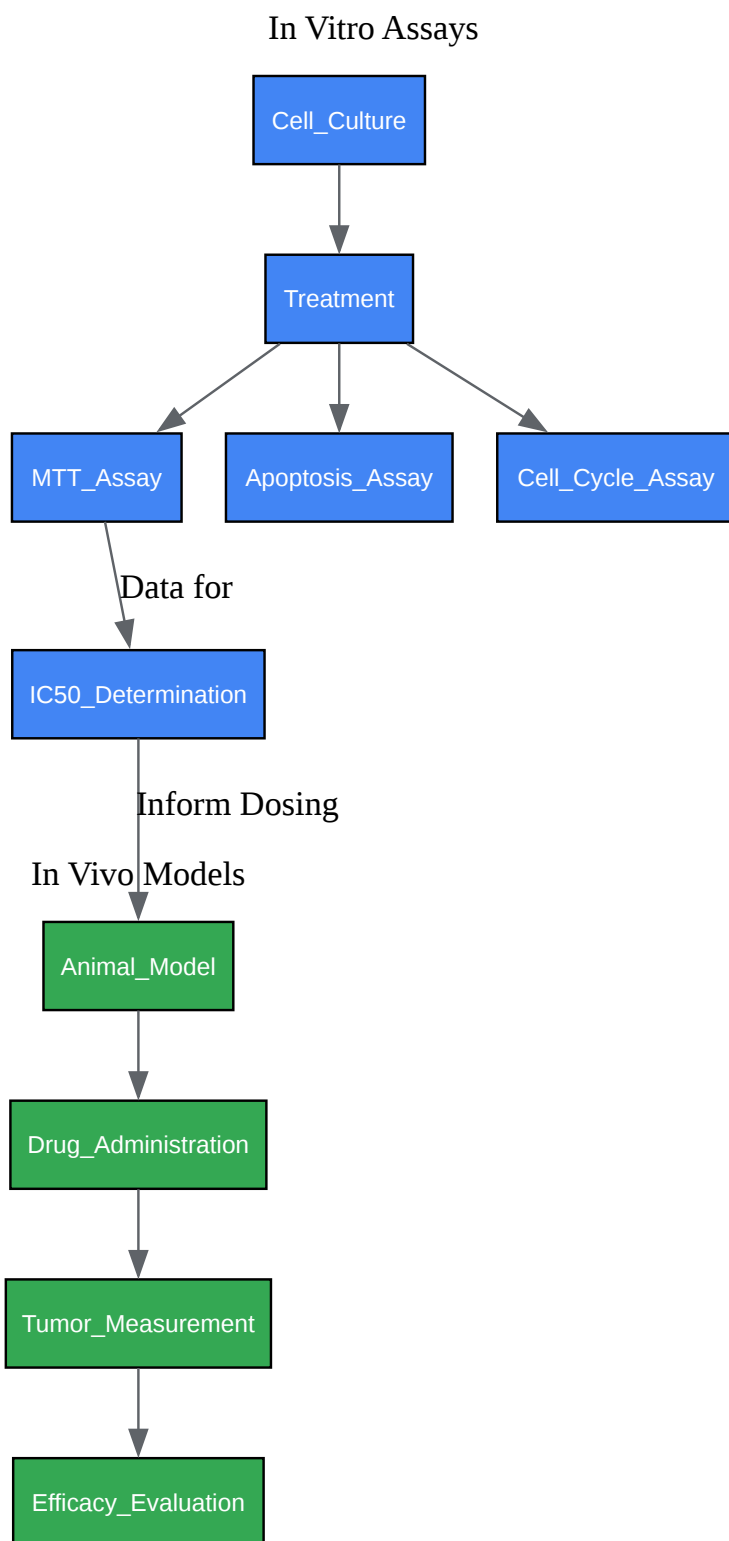 In Vitro Assays
Cell_Culture
Treatment
MTT_Assay
Apoptosis_Assay
Cell_Cycle_Assay
Data for
IC50_Determination
Inform Dosing
In Vivo Models
Animal_Model
Drug_Administration
Tumor_Measurement
Efficacy_Evaluation